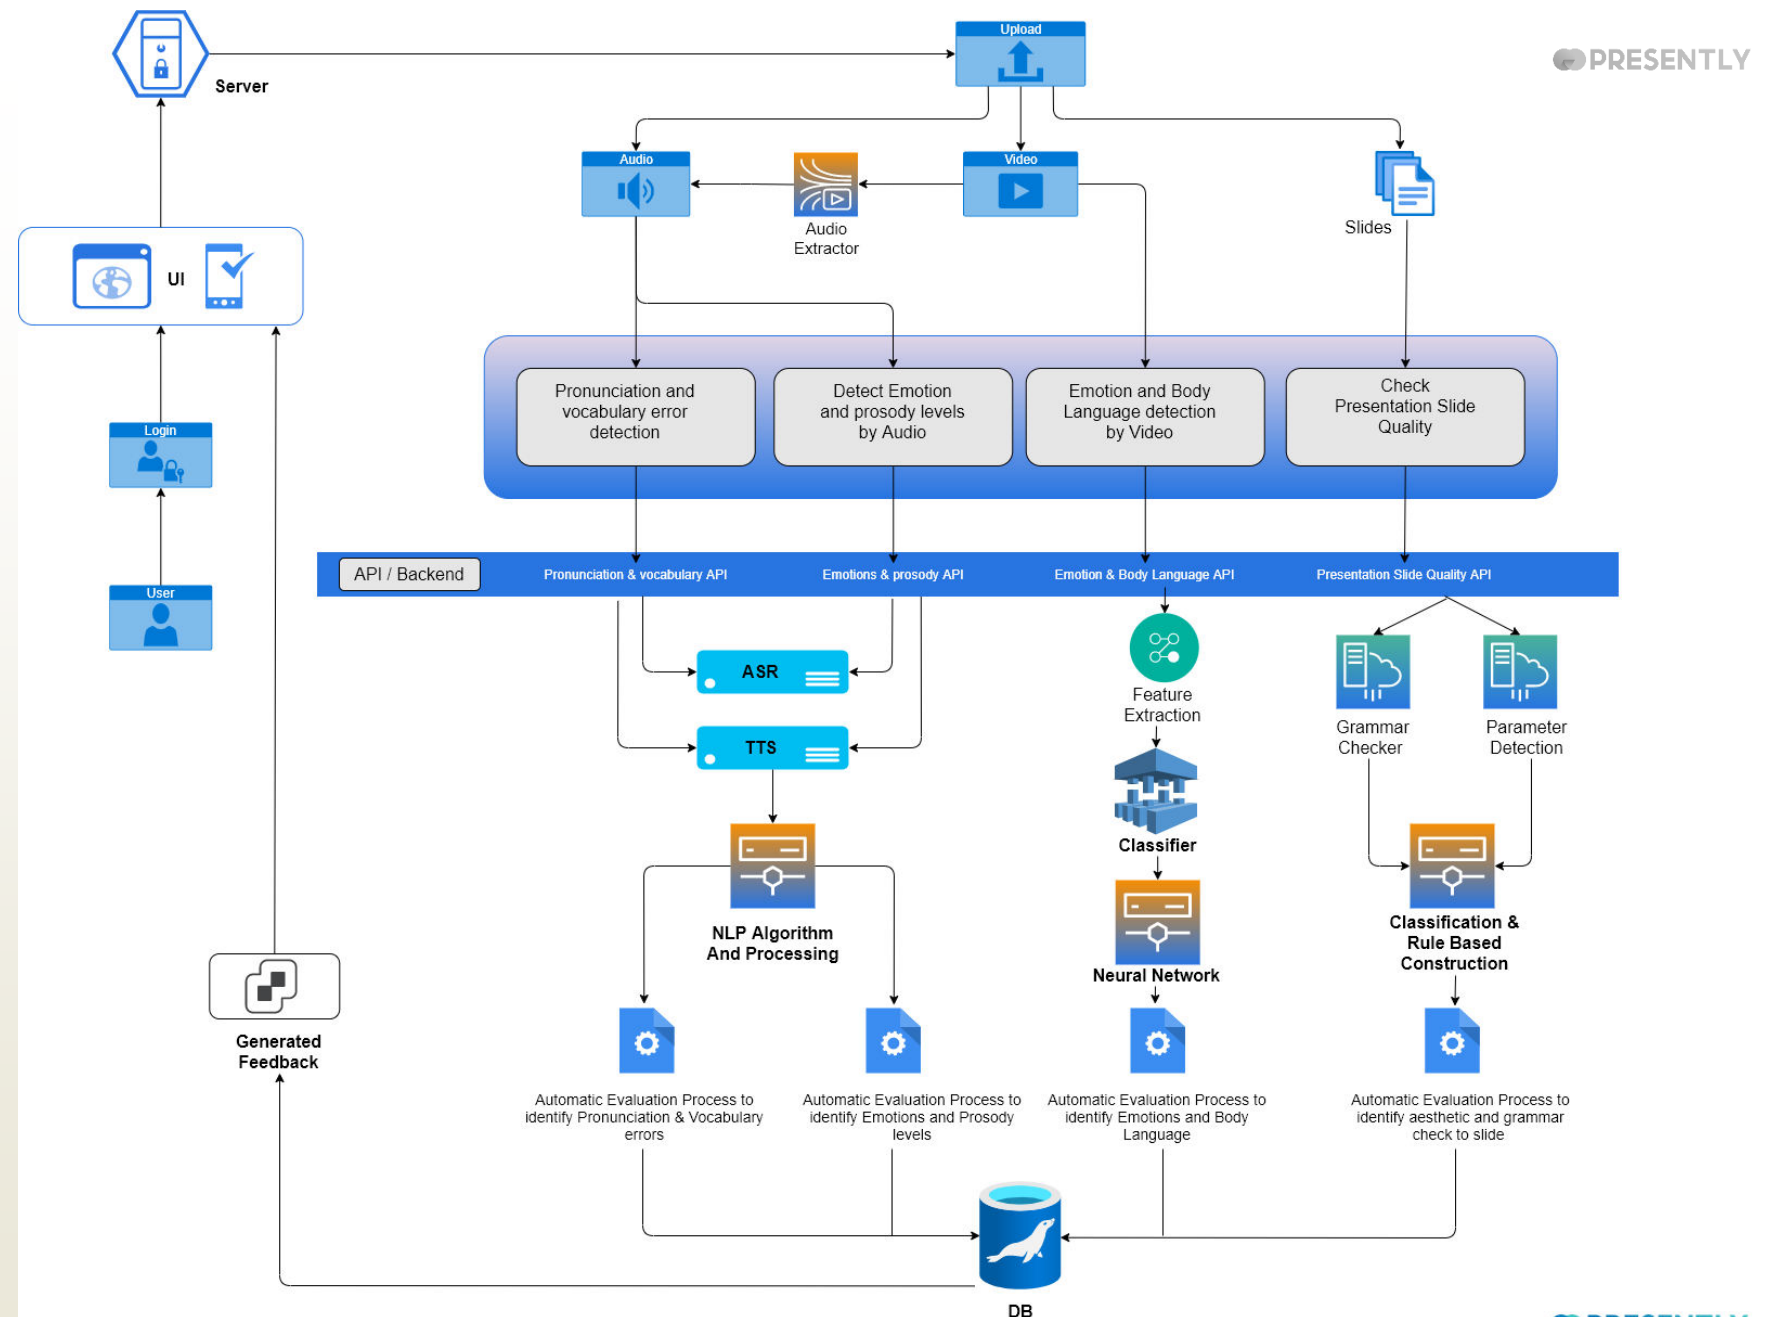 Upload
PRESENTLY
Server
Audio
Video
Audio
Extractor
Slides
UI
Pronunciation and
vocabulary error
detection
Detect Emotion
and prosody levels
by Audio
Emotion and Body
Language detection
by Video
Check
Presentation Slide
Quality
Login
API / Backend
Pronunciation & vocabulary API
Emotions & prosody API
Emotion & Body Language API
Presentation Slide Quality API
User
ASR
Feature
Extraction
Grammar
Checker
Parameter
Detection
TTS
Classifier
NLP Algorithm
And Processing
Neural Network
Classification &
Rule Based
Construction
Generated
Feedback
Automatic Evaluation Process to
identify Pronunciation & Vocabulary
errors
Automatic Evaluation Process to
identify Emotions and Prosody
levels
Automatic Evaluation Process to
identify Emotions and Body
Language
Automatic Evaluation Process to
identify aesthetic and grammar
check to slide
DB
PRESENTLY